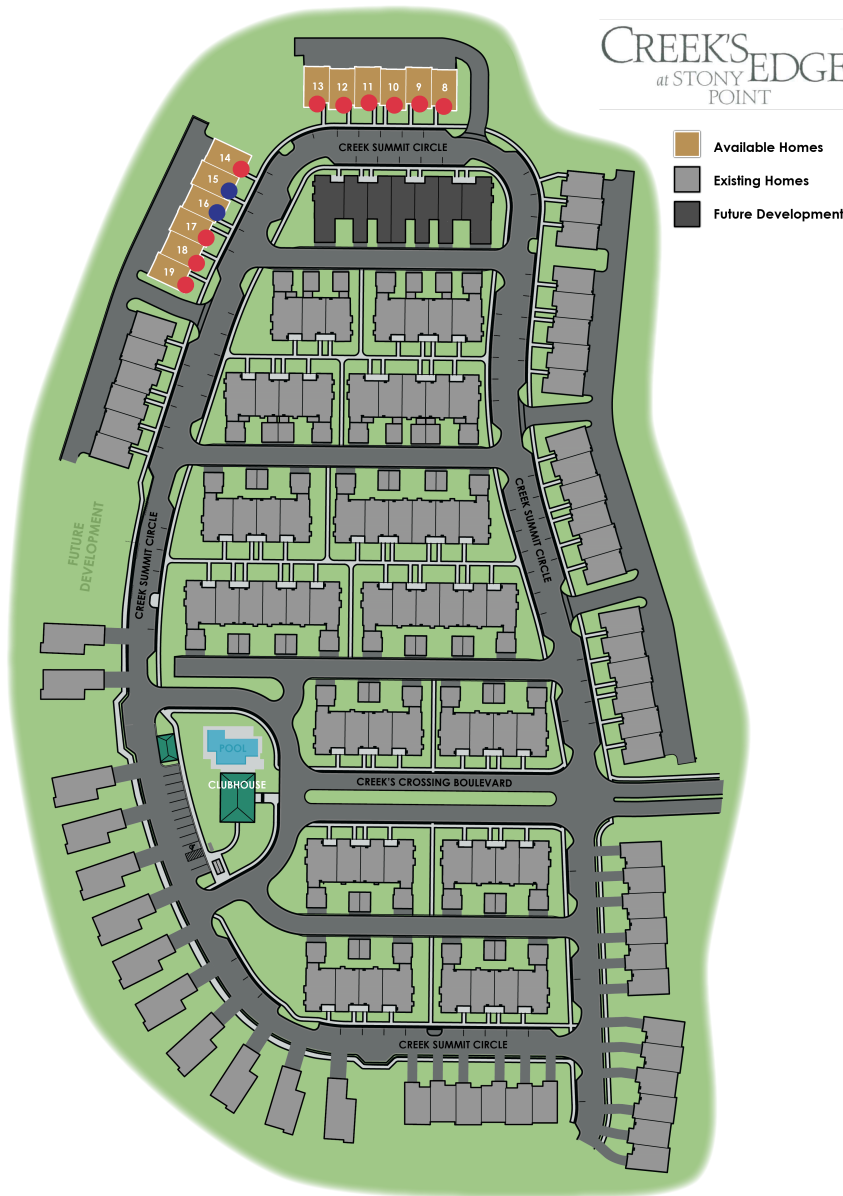 CREEK'S
at STONY EDGE
POINT
Available Homes
Existing Homes
Future Development
13 12 11 10 9 8
CREEK SUMMIT CIRCLE
14
15
16
17
18
19
CREEK SUMMIT CIRCLE
FUTURE
DEVELOPMENT
CREEK SUMMIT CIRCLE
POOL
CLUBHOUSE
CREEK'S CROSSING BOULEVARD
CREEK SUMMIT CIRCLE